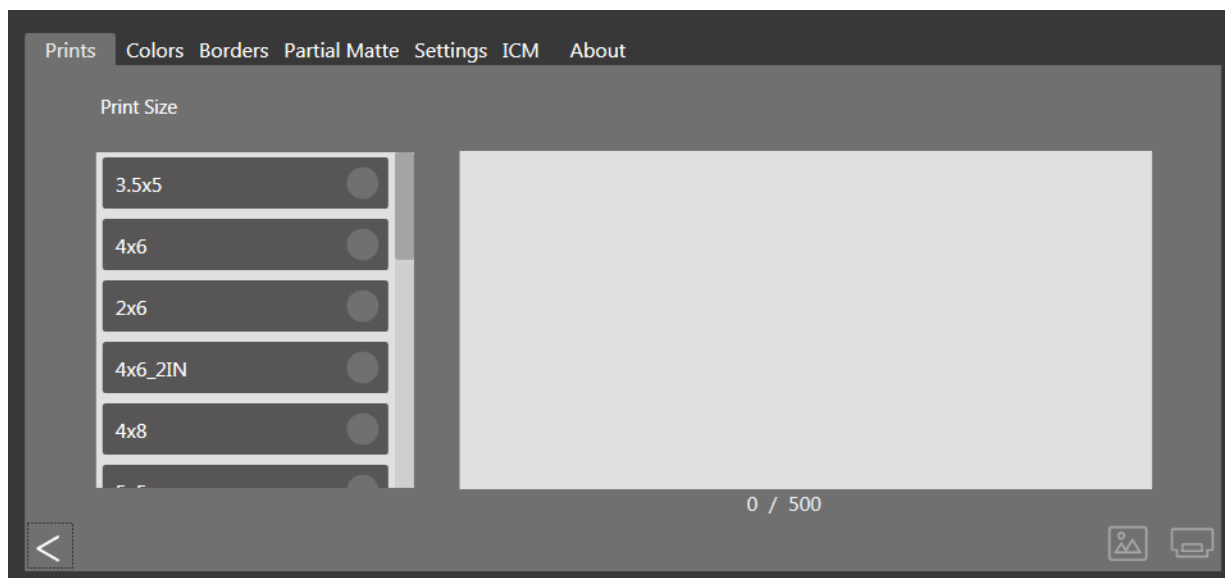 Prints Colors Borders Partial Matte Settings ICM About
Print Size
3.5x5
4x6
2x6
4x6_2IN
4x8
0 / 500
<